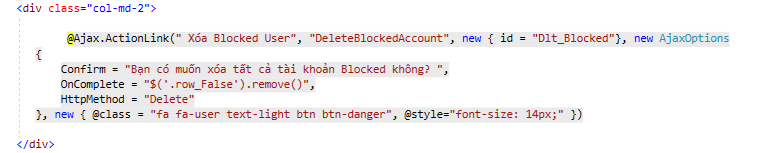 <div class="col-md-2">
@Ajax.ActionLink(" Xóa Blocked User", "DeleteBlockedAccount", new { id = "Dlt_Blocked"}, new AjaxOptions
{
Confirm = "Bạn có muốn xóa tất cả tài khoản Blocked không? ",
OnComplete = "$('.row_False').remove()",
HttpMethod = "Delete"
}, new { @class = "fa fa-user text-light btn btn-danger", @style="font-size: 14px;" })
</div>